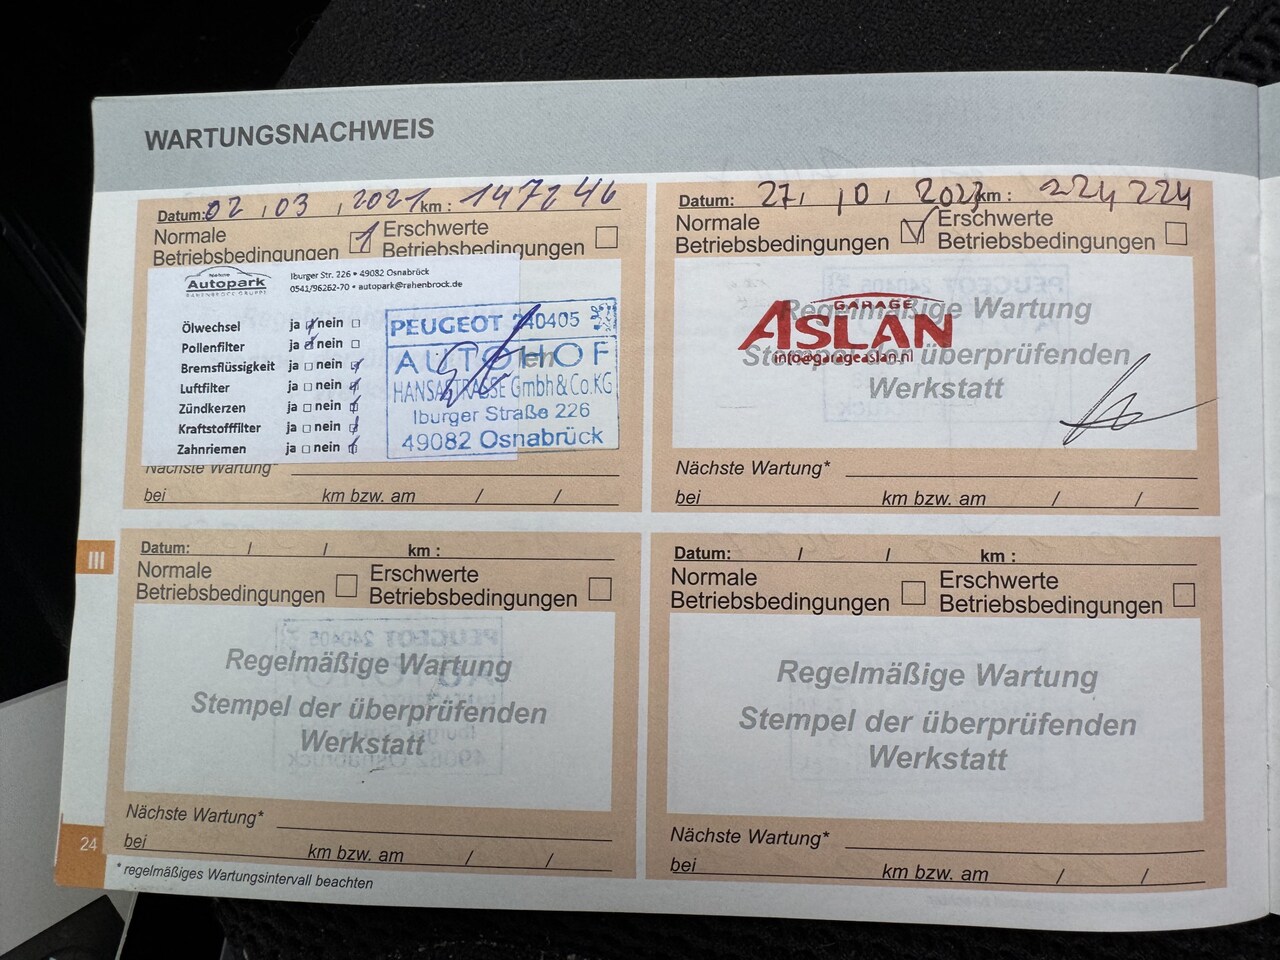 WARTUNGSNACHWEIS
Datum: 02 / 03 / 2021 km : 147246
Normale Betriebsbedingungen
Erschwerte Betriebsbedingungen
Autopark
RAHENBROCK GRUPPE
Iburger Str. 226 • 49082 Osnabrück
0541/96262-70 • autopark@rahenbrock.de
Ölwechsel ja nein
Pollenfilter ja nein
Bremsflüssigkeit ja nein
Luftfilter ja nein
Zündkerzen ja nein
Kraftstofffilter ja nein
Zahnriemen ja nein
PEUGEOT 240405
AUTOHOF
HANSASTRASSE Gmbh & Co.KG
Iburger Straße 226
49082 Osnabrück
Nächste Wartung*
bei km bzw. am / /
Datum: 27, 10, 2023 km : 224224
Normale Betriebsbedingungen
Erschwerte Betriebsbedingungen
Regelmäßige Wartung
Stempel der überprüfenden
Werkstatt
GARAGE
ASLAN
info@garageaslan.nl
Nächste Wartung*
bei km bzw. am / /
III
Datum: / / km :
Normale Betriebsbedingungen
Erschwerte Betriebsbedingungen
Regelmäßige Wartung
Stempel der überprüfenden
Werkstatt
Nächste Wartung*
bei km bzw. am / /
Datum: / / km :
Normale Betriebsbedingungen
Erschwerte Betriebsbedingungen
Regelmäßige Wartung
Stempel der überprüfenden
Werkstatt
Nächste Wartung*
bei km bzw. am / /
24
* regelmäßiges Wartungsintervall beachten